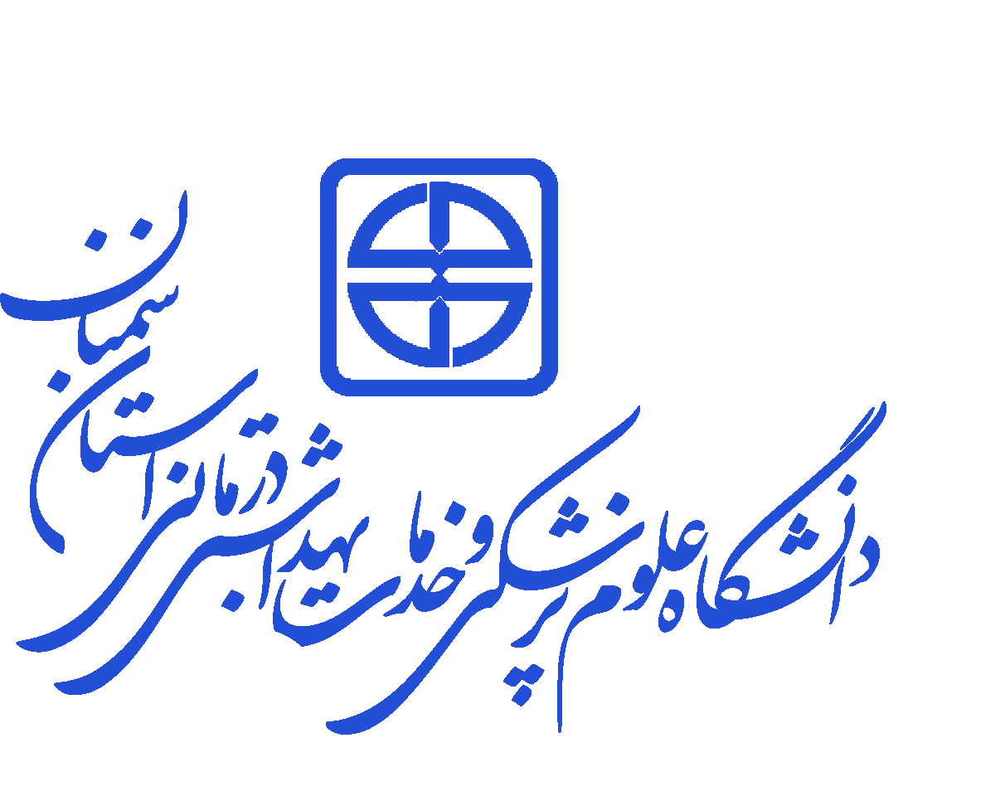 دانشگاه علوم پزشکی و خدمات بهداشتی درمانی استان سمنان